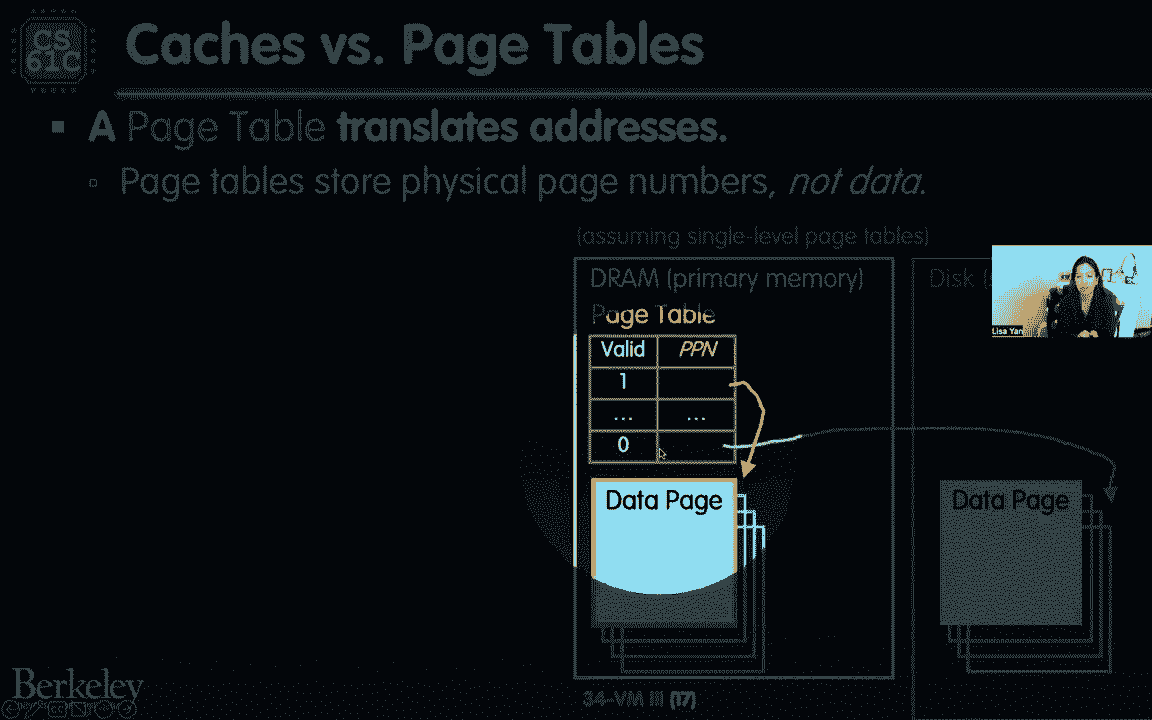 CS
61C
Caches vs. Page Tables
A Page Table translates addresses.
Page tables store physical page numbers, not data.
(assuming single-level page tables)
DRAM (primary memory)
Disk (s
Page Table
Valid PPN
1
... ...
0
Data Page
Data Page
Lisa Yan
Berkeley
34-VM III (17)